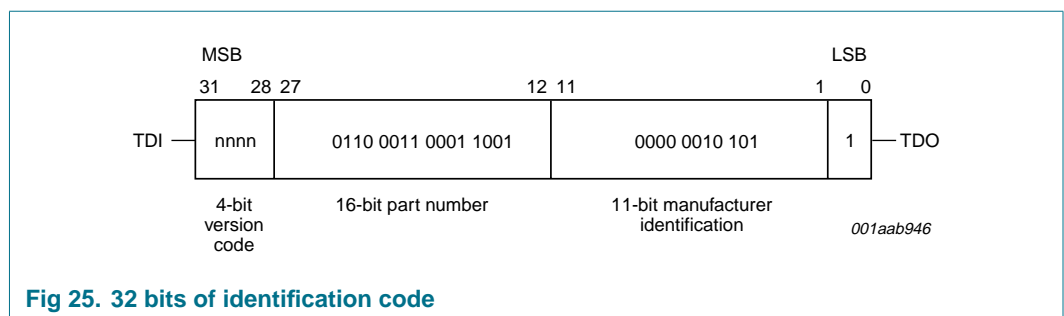 MSB LSB
31 28 27 12 11 1 0
TDI nnnn 0110 0011 0001 1001 0000 0010 101 1 TDO
4-bit
version
code
16-bit part number
11-bit manufacturer
identification
001aab946
Fig 25. 32 bits of identification code